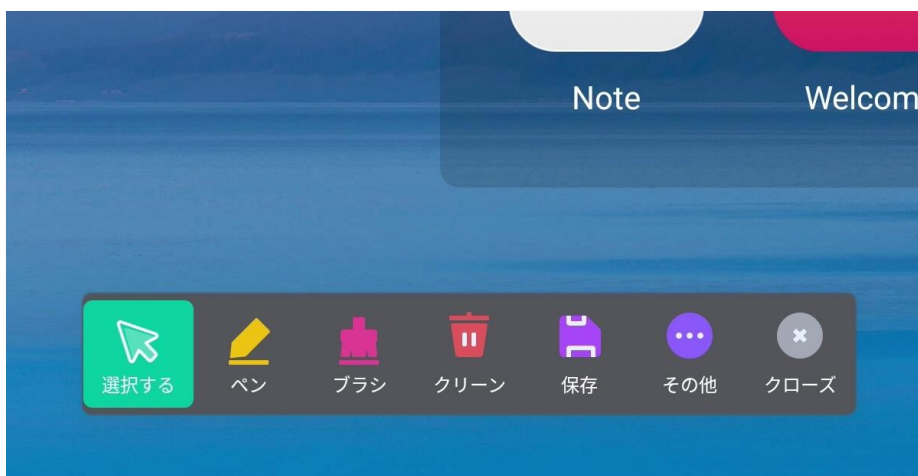 Note
Welcom
選択する
ペン
ブラシ
クリーン
保存
その他
クローズ